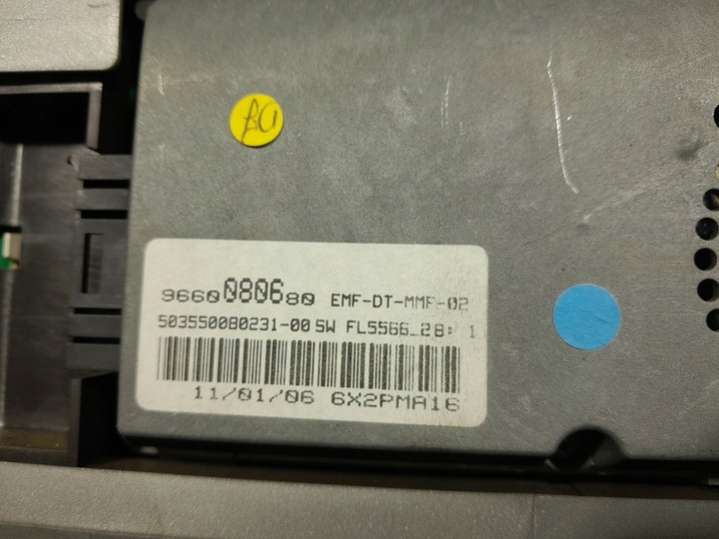 9660080680 EMF-DT-MMF-02
503550080231-00 SW FL5566_28: 1
11/01/06 6X2PMA16